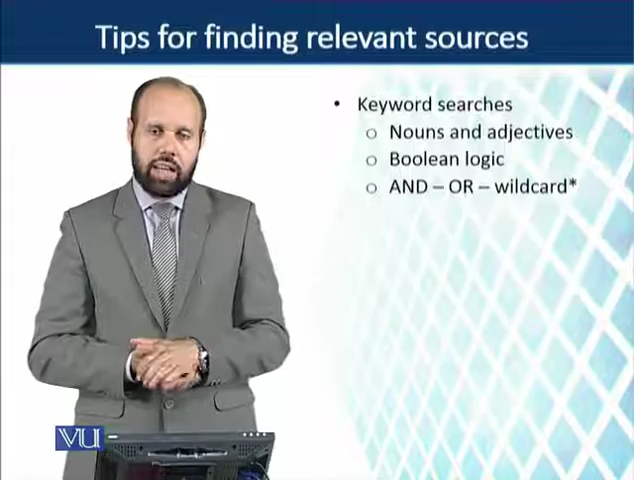 Tips for finding relevant sources
• Keyword searches
o Nouns and adjectives
o Boolean logic
o AND – OR – wildcard*
VU